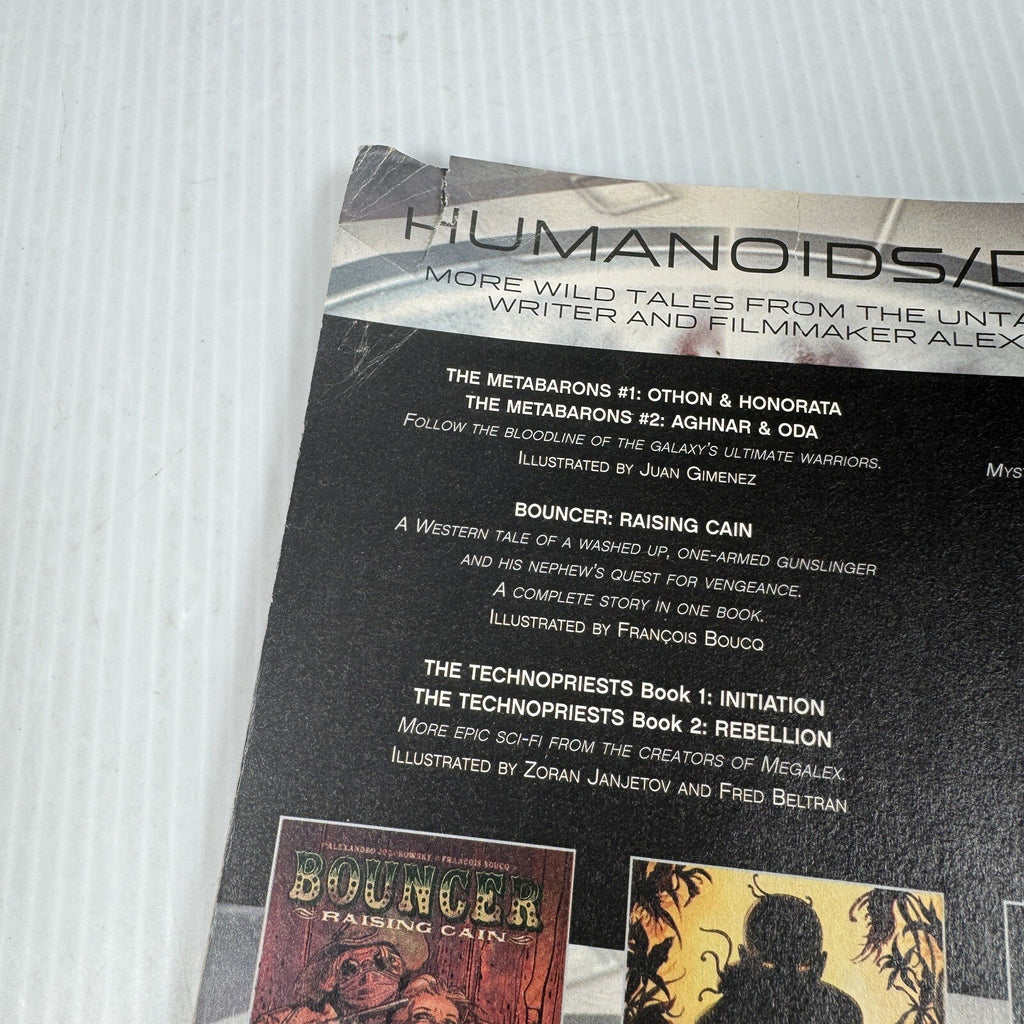 HUMANOIDS/D
MORE WILD TALES FROM THE UNTA
WRITER AND FILMMAKER ALEX
THE METABARONS #1: OTHON & HONORATA
THE METABARONS #2: AGHNAR & ODA
FOLLOW THE BLOODLINE OF THE GALAXY'S ULTIMATE WARRIORS.
ILLUSTRATED BY JUAN GIMENEZ
BOUNCER: RAISING CAIN
A WESTERN TALE OF A WASHED UP, ONE-ARMED GUNSLINGER
AND HIS NEPHEW'S QUEST FOR VENGEANCE.
A COMPLETE STORY IN ONE BOOK.
ILLUSTRATED BY FRANÇOIS BOUCQ
THE TECHNOPRIESTS Book 1: INITIATION
THE TECHNOPRIESTS Book 2: REBELLION
MORE EPIC SCI-FI FROM THE CREATORS OF MEGALEX.
ILLUSTRATED BY ZORAN JANJETOV AND FRED BELTRAN
MYS
ALEXANDRO JODOROWSKY & FRANÇOIS BOUCQ
BOUNCER
RAISING CAIN